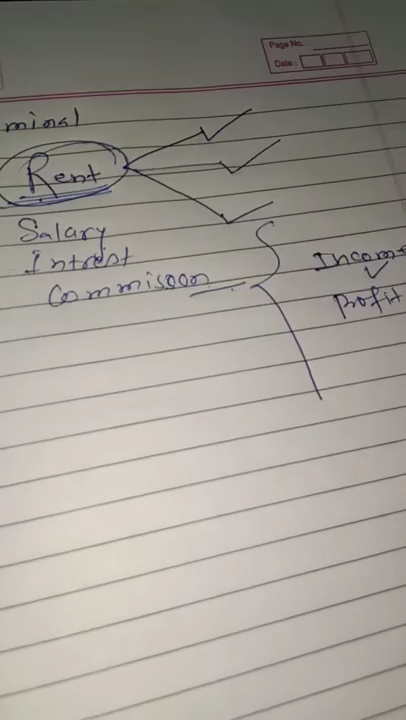 Page No.
Date :
minal
Rent
Salary
Intrest
Commisoon
Income
Profit